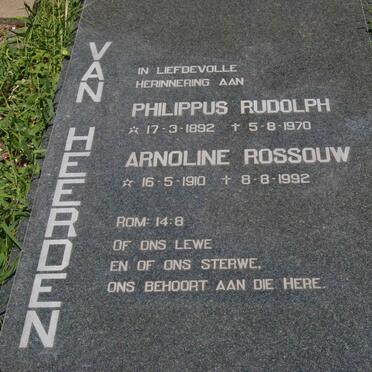 VAN HEERDEN
IN LIEFDEVOLLE
HERINNERING AAN
PHILIPPUS RUDOLPH
☆ 17-3-1892 ✝ 5-8-1970
ARNOLINE ROSSOUW
☆ 16-5-1910 ✝ 8-8-1992
ROM: 14:8
OF ONS LEWE
EN OF ONS STERWE,
ONS BEHOORT AAN DIE HERE.